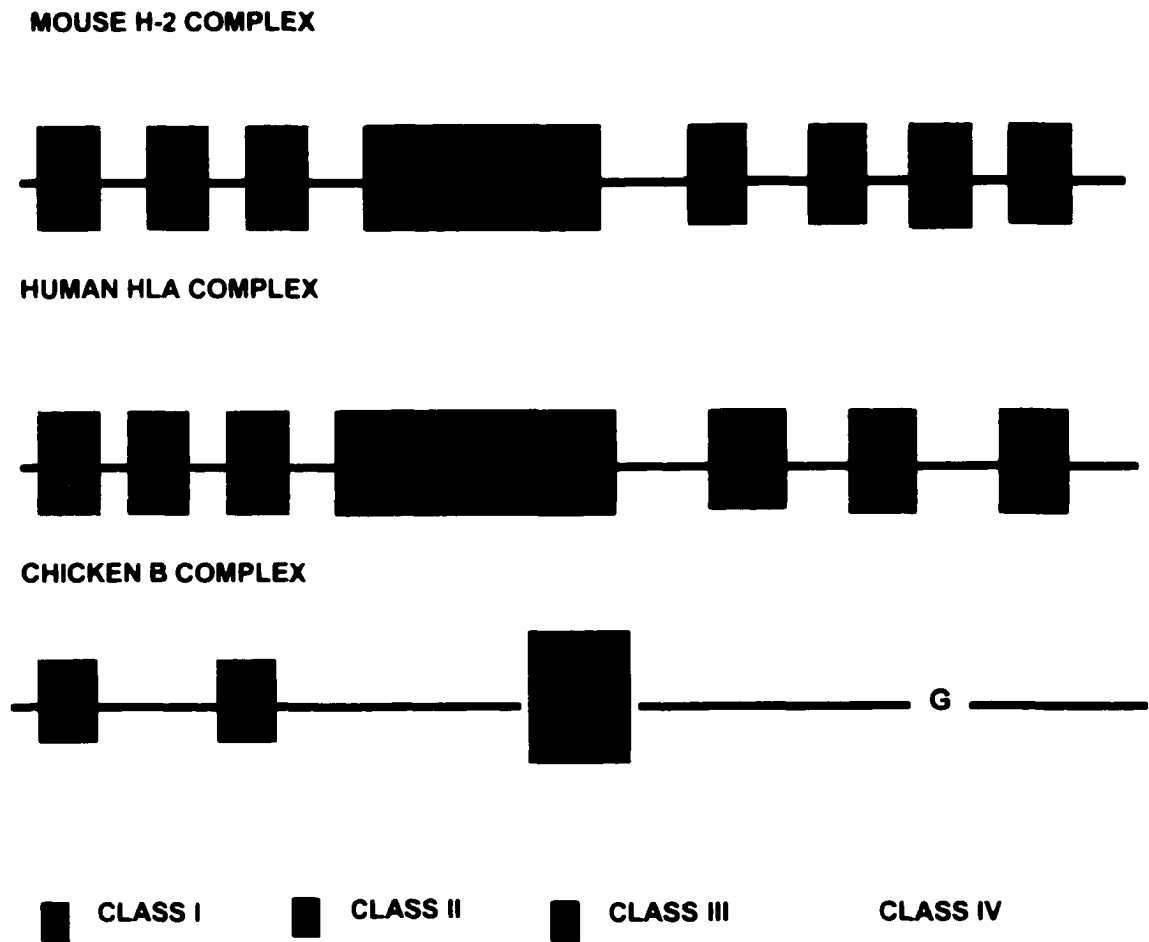 MOUSE H-2 COMPLEX
HUMAN HLA COMPLEX
CHICKEN B COMPLEX
G
CLASS I CLASS II CLASS III CLASS IV